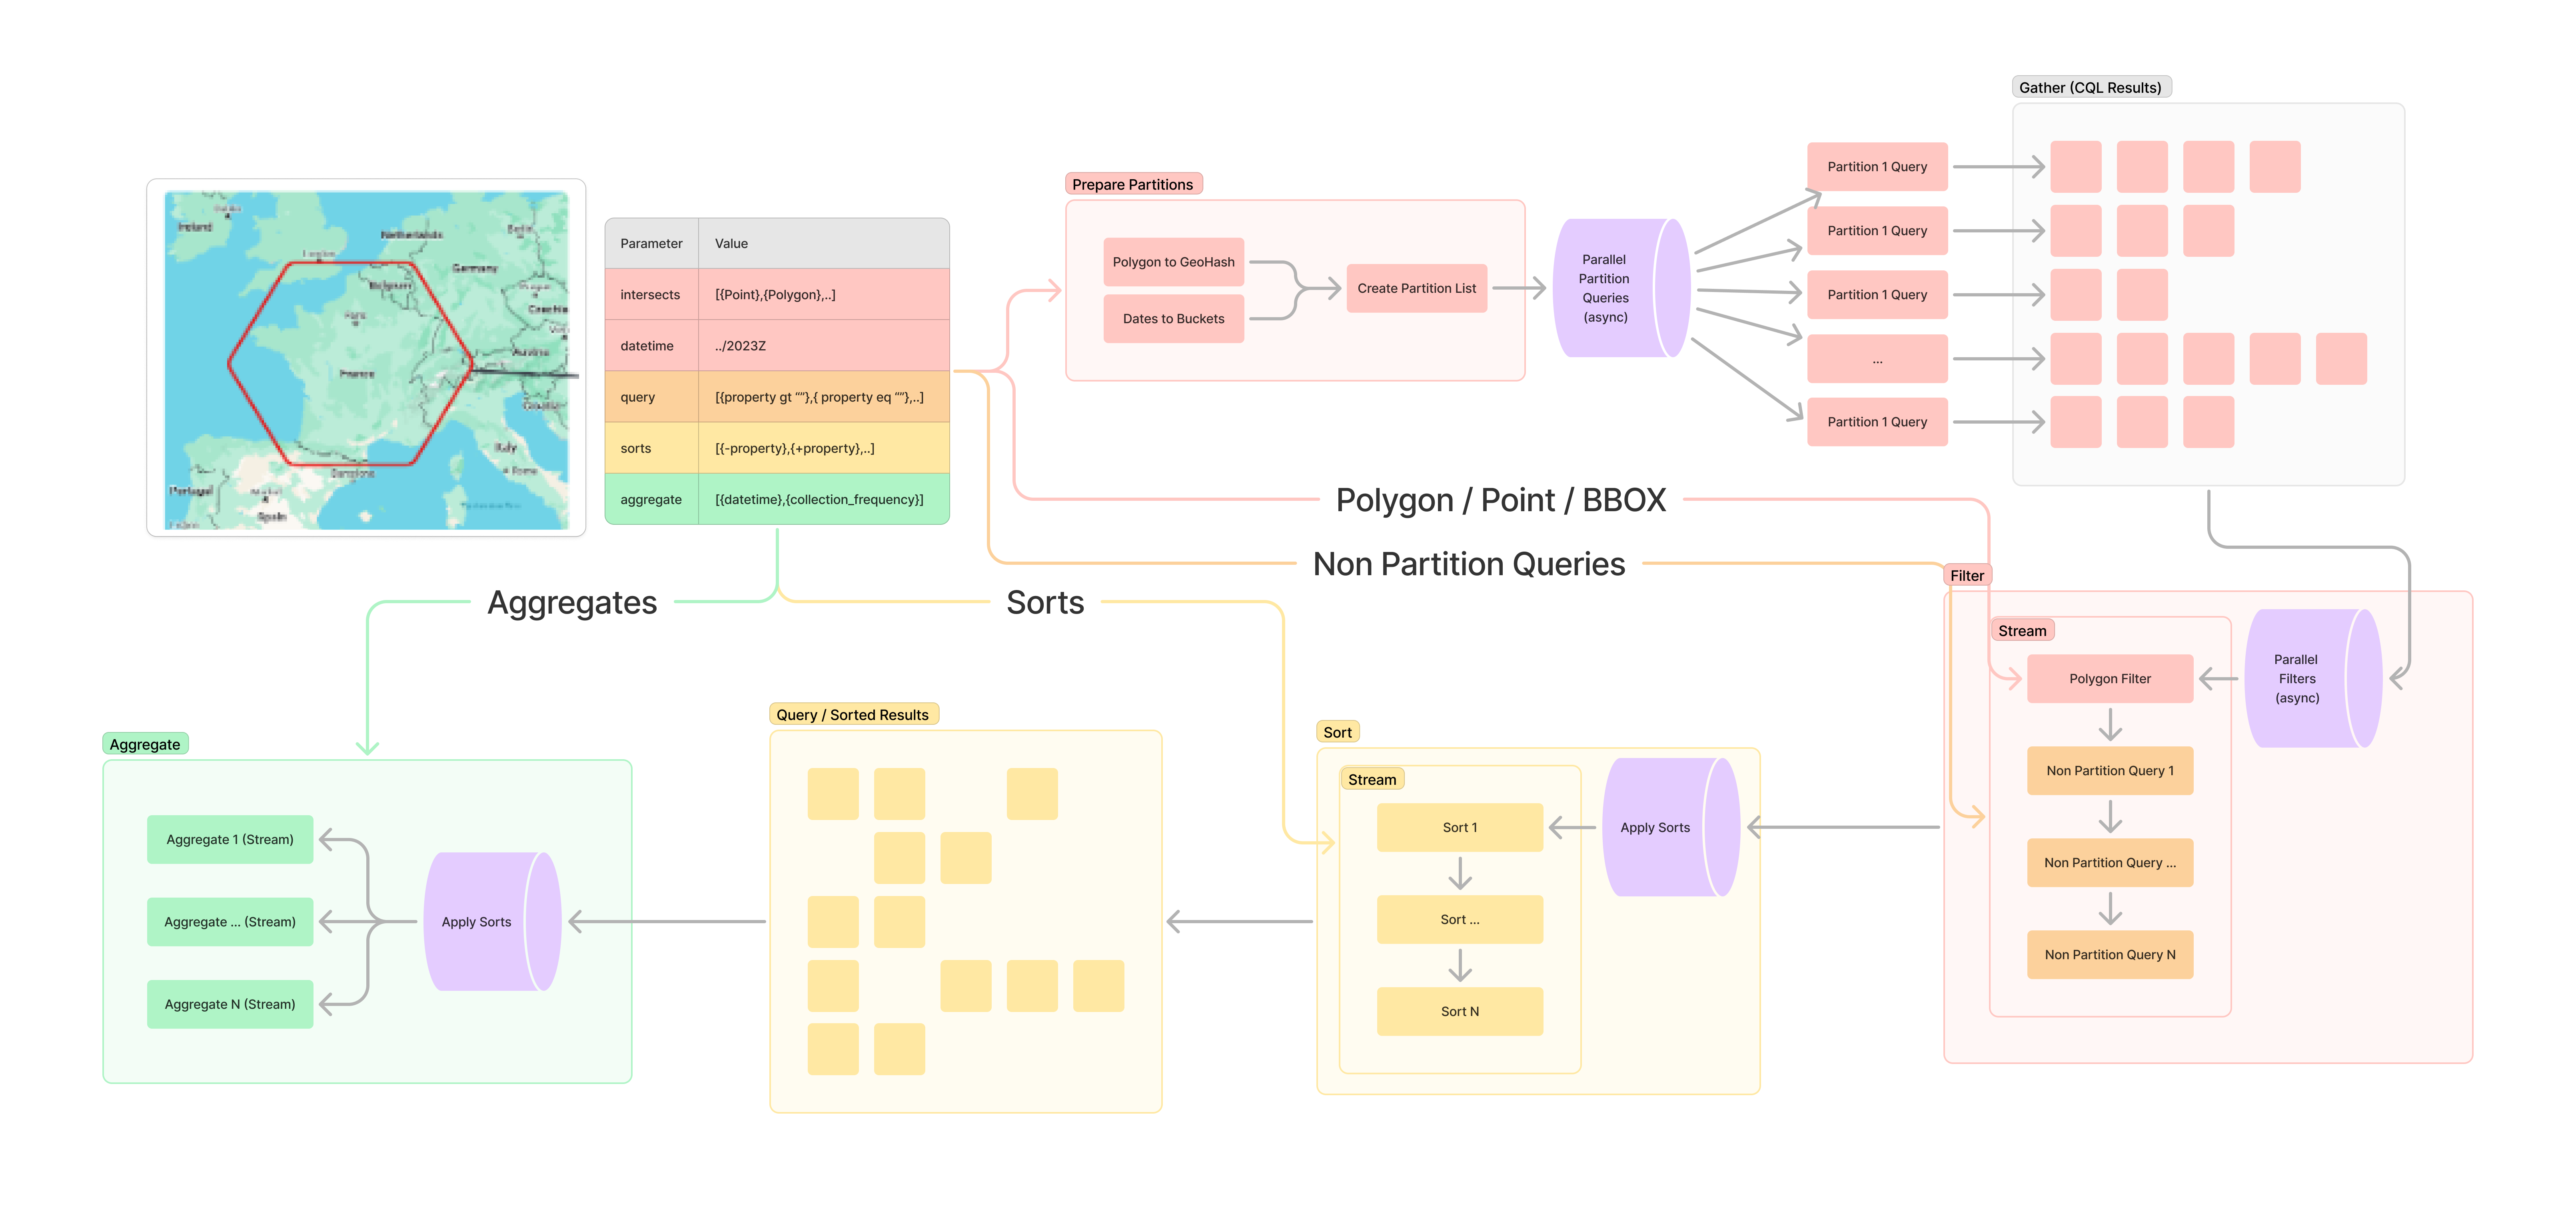 Gather (CQL Results)
Prepare Partitions
Polygon to GeoHash
Dates to Buckets
Create Partition List
Parallel
Partition
Queries
(async)
Partition 1 Query
Partition 1 Query
Partition 1 Query
...
Partition 1 Query
Ireland
London
Netherlands
Berlin
Germany
Belgium
Prague
Paris
Austria
France
Croatia
Italy
Rome
Barcelona
Portugal
Madrid
Spain
Parameter Value
intersects [{Point},{Polygon},..]
datetime ../2023Z
query [{property gt ““},{ property eq ““},..]
sorts [{-property},{+property},..]
aggregate [{datetime},{collection_frequency}]
Polygon / Point / BBOX
Non Partition Queries
Aggregates
Sorts
Filter
Stream
Polygon Filter
Non Partition Query 1
Non Partition Query ...
Non Partition Query N
Parallel
Filters
(async)
Sort
Stream
Sort 1
Sort ...
Sort N
Apply Sorts
Query / Sorted Results
Aggregate
Aggregate 1 (Stream)
Aggregate ... (Stream)
Aggregate N (Stream)
Apply Sorts